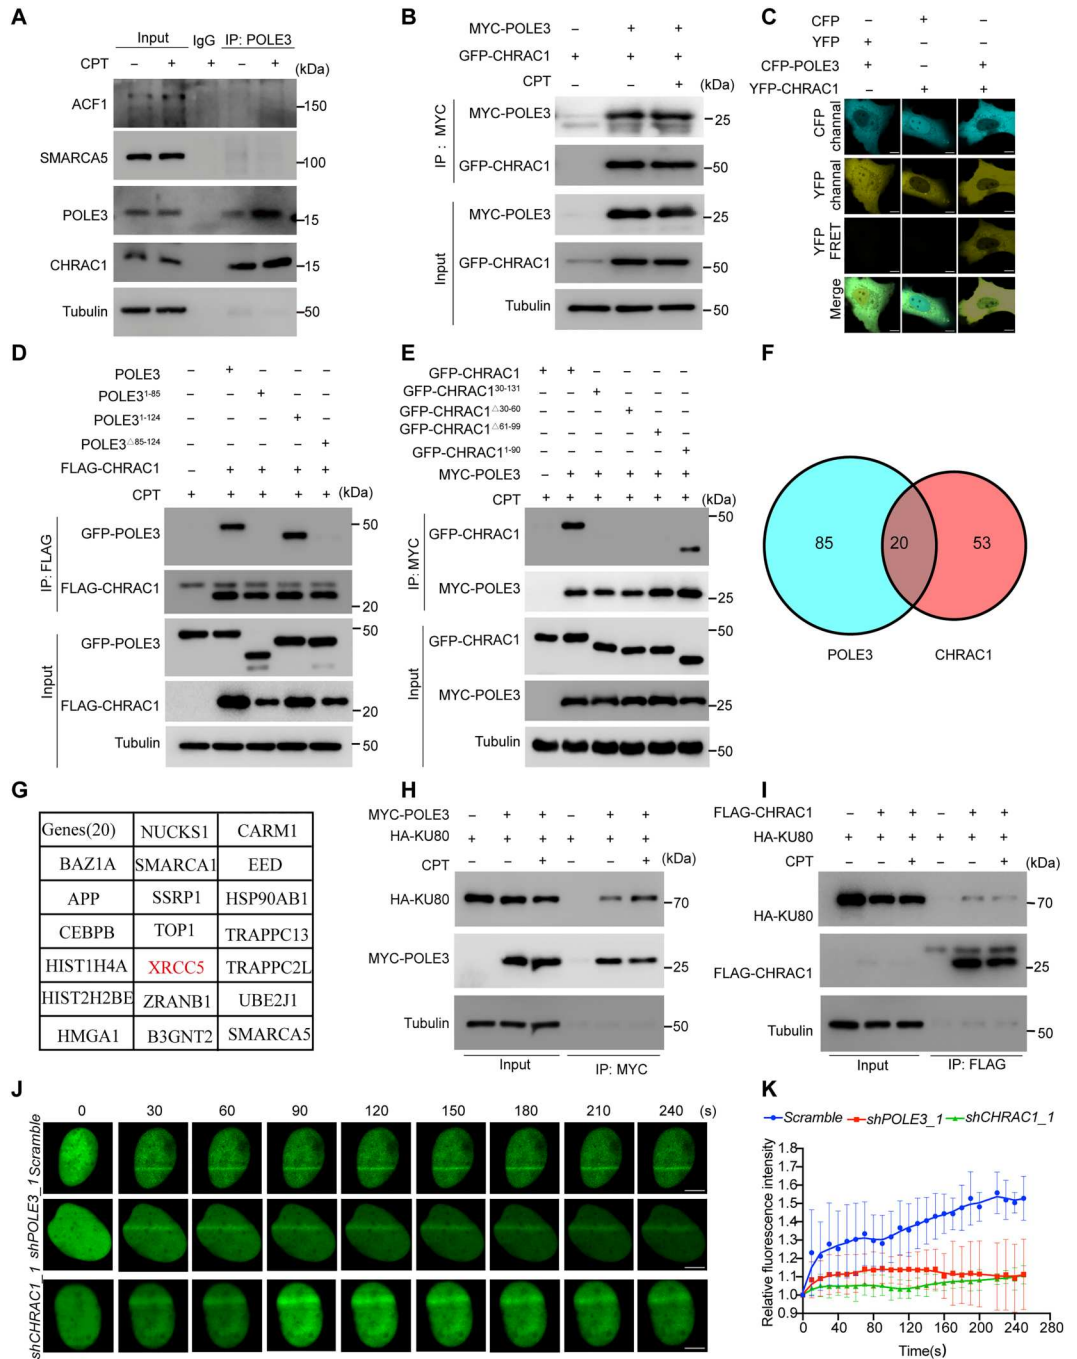 A
Input IgG IP: POLE3
CPT – + + – + (kDa)
ACF1 150
SMARCA5 100
POLE3 15
CHRAC1 15
Tubulin 50
B
MYC-POLE3 – + +
GFP-CHRAC1 + + +
CPT – – + (kDa)
IP: MYC
MYC-POLE3 25
GFP-CHRAC1 50
Input
MYC-POLE3 25
GFP-CHRAC1 50
Tubulin 50
C
CFP – + –
YFP + – –
CFP-POLE3 + – +
YFP-CHRAC1 – + +
CFP channel
YFP channel
YFP FRET
Merge
D
POLE3 – + – – –
POLE3 1-85 – – + – –
POLE3 1-124 – – – + –
POLE3 △85-124 – – – – +
FLAG-CHRAC1 – + + + +
CPT + + + + + (kDa)
IP: FLAG
GFP-POLE3 50
FLAG-CHRAC1 20
Input
GFP-POLE3 50
FLAG-CHRAC1 20
Tubulin 50
E
GFP-CHRAC1 + + – – – –
GFP-CHRAC1 30-131 – – + – – –
GFP-CHRAC1 △30-60 – – – + – –
GFP-CHRAC1 △61-99 – – – – + –
GFP-CHRAC1 1-90 – – – – – +
MYC-POLE3 – + + + + +
CPT + + + + + + (kDa)
IP: MYC
GFP-CHRAC1 50
MYC-POLE3 25
Input
GFP-CHRAC1 50
MYC-POLE3 25
Tubulin 50
F
85 20 53
POLE3 CHRAC1
G
Genes(20) NUCKS1 CARM1
BAZ1A SMARCA1 EED
APP SSRP1 HSP90AB1
CEBPB TOP1 TRAPPC13
HIST1H4A XRCC5 TRAPPC2L
HIST2H2BE ZRANB1 UBE2J1
HMGA1 B3GNT2 SMARCA5
H
MYC-POLE3 – + + – + +
HA-KU80 + + + + + +
CPT – – + – – + (kDa)
HA-KU80 70
MYC-POLE3 25
Tubulin 50
Input IP: MYC
I
FLAG-CHRAC1 – + + – + +
HA-KU80 + + + + + +
CPT – – + – – + (kDa)
HA-KU80 70
FLAG-CHRAC1 25
Tubulin 50
Input IP: FLAG
J
0 30 60 90 120 150 180 210 240 (s)
Scramble
shPOLE3_1
shCHRAC1_1
K
Scramble shPOLE3_1 shCHRAC1_1
Relative fluorescence intensity
1.8
1.7
1.6
1.5
1.4
1.3
1.2
1.1
1.0
0.9
0 40 80 120 160 200 240 280
Time(s)